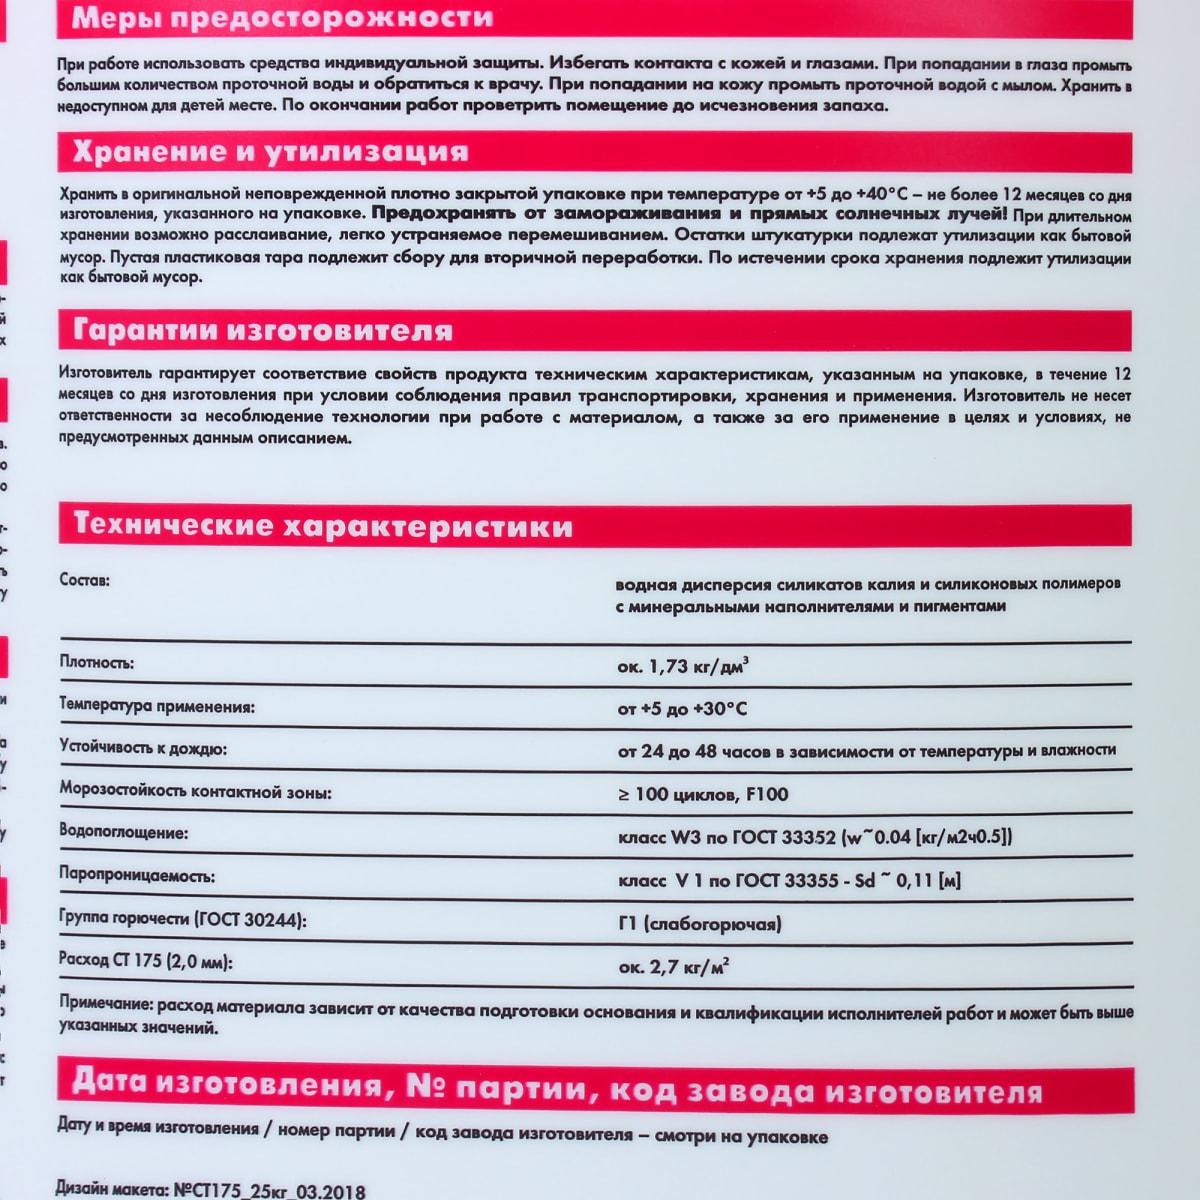 Меры предосторожности
При работе использовать средства индивидуальной защиты. Избегать контакта с кожей и глазами. При попадании в глаза промыть
большим количеством проточной воды и обратиться к врачу. При попадании на кожу промыть проточной водой с мылом. Хранить в
недоступном для детей месте. По окончании работ проветрить помещение до исчезновения запаха.
Хранение и утилизация
Хранить в оригинальной неповрежденной плотно закрытой упаковке при температуре от +5 до +40°С – не более 12 месяцев со дня
изготовления, указанного на упаковке. Предохранять от замораживания и прямых солнечных лучей! При длительном
хранении возможно расслаивание, легко устраняемое перемешиванием. Остатки штукатурки подлежат утилизации как бытовой
мусор. Пустая пластиковая тара подлежит сбору для вторичной переработки. По истечении срока хранения подлежит утилизации
как бытовой мусор.
Гарантии изготовителя
Изготовитель гарантирует соответствие свойств продукта техническим характеристикам, указанным на упаковке, в течение 12
месяцев со дня изготовления при условии соблюдения правил транспортировки, хранения и применения. Изготовитель не несет
ответственности за несоблюдение технологии при работе с материалом, а также за его применение в целях и условиях, не
предусмотренных данным описанием.
Технические характеристики
Состав: водная дисперсия силикатов калия и силиконовых полимеров
с минеральными наполнителями и пигментами
Плотность: ок. 1,73 кг/дм³
Температура применения: от +5 до +30°С
Устойчивость к дождю: от 24 до 48 часов в зависимости от температуры и влажности
Морозостойкость контактной зоны: ≥ 100 циклов, F100
Водопоглощение: класс W3 по ГОСТ 33352 (w~0.04 [кг/м2ч0.5])
Паропроницаемость: класс V 1 по ГОСТ 33355 - Sd ~ 0,11 [м]
Группа горючести (ГОСТ 30244): Г1 (слабогорючая)
Расход СТ 175 (2,0 мм): ок. 2,7 кг/м²
Примечание: расход материала зависит от качества подготовки основания и квалификации исполнителей работ и может быть выше
указанных значений.
Дата изготовления, № партии, код завода изготовителя
Дату и время изготовления / номер партии / код завода изготовителя – смотри на упаковке
Дизайн макета: №СТ175_25кг_03.2018